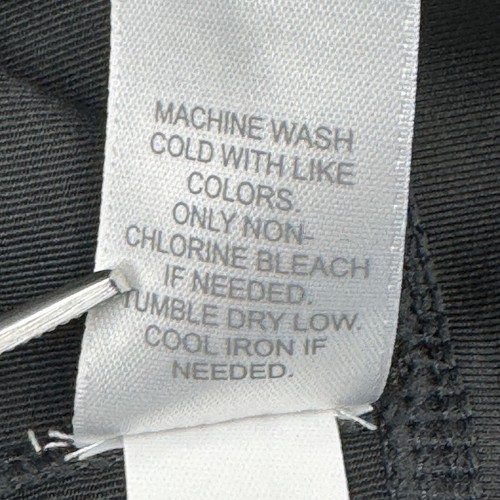 MACHINE WASH
COLD WITH LIKE
COLORS.
ONLY NON-
CHLORINE BLEACH
IF NEEDED.
TUMBLE DRY LOW.
COOL IRON IF
NEEDED.